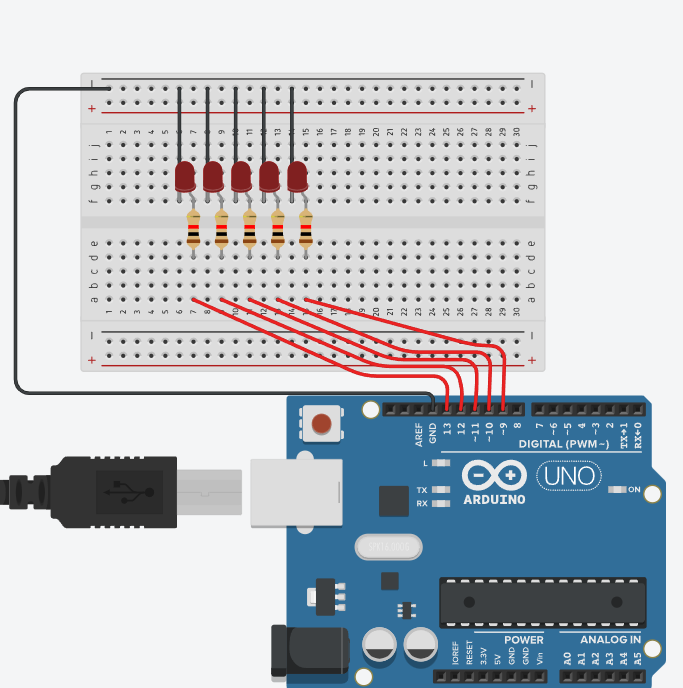 − −
+ +
1 2 3 4 5 6 7 8 9 10 11 12 13 14 15 16 17 18 19 20 21 22 23 24 25 26 27 28 29 30
j j
i i
h h
g g
f f
e e
d d
c c
b b
a a
1 2 3 4 5 6 7 8 9 10 11 12 13 14 15 16 17 18 19 20 21 22 23 24 25 26 27 28 29 30
− −
+ +
AREF GND 13 12 ~11 ~10 ~9 8 7 ~6 ~5 4 ~3 2 TX→1 RX←0
DIGITAL (PWM~)
L
TX
RX
ARDUINO
UNO
ON
POWER ANALOG IN
IOREF RESET 3.3V 5V GND GND Vin A0 A1 A2 A3 A4 A5